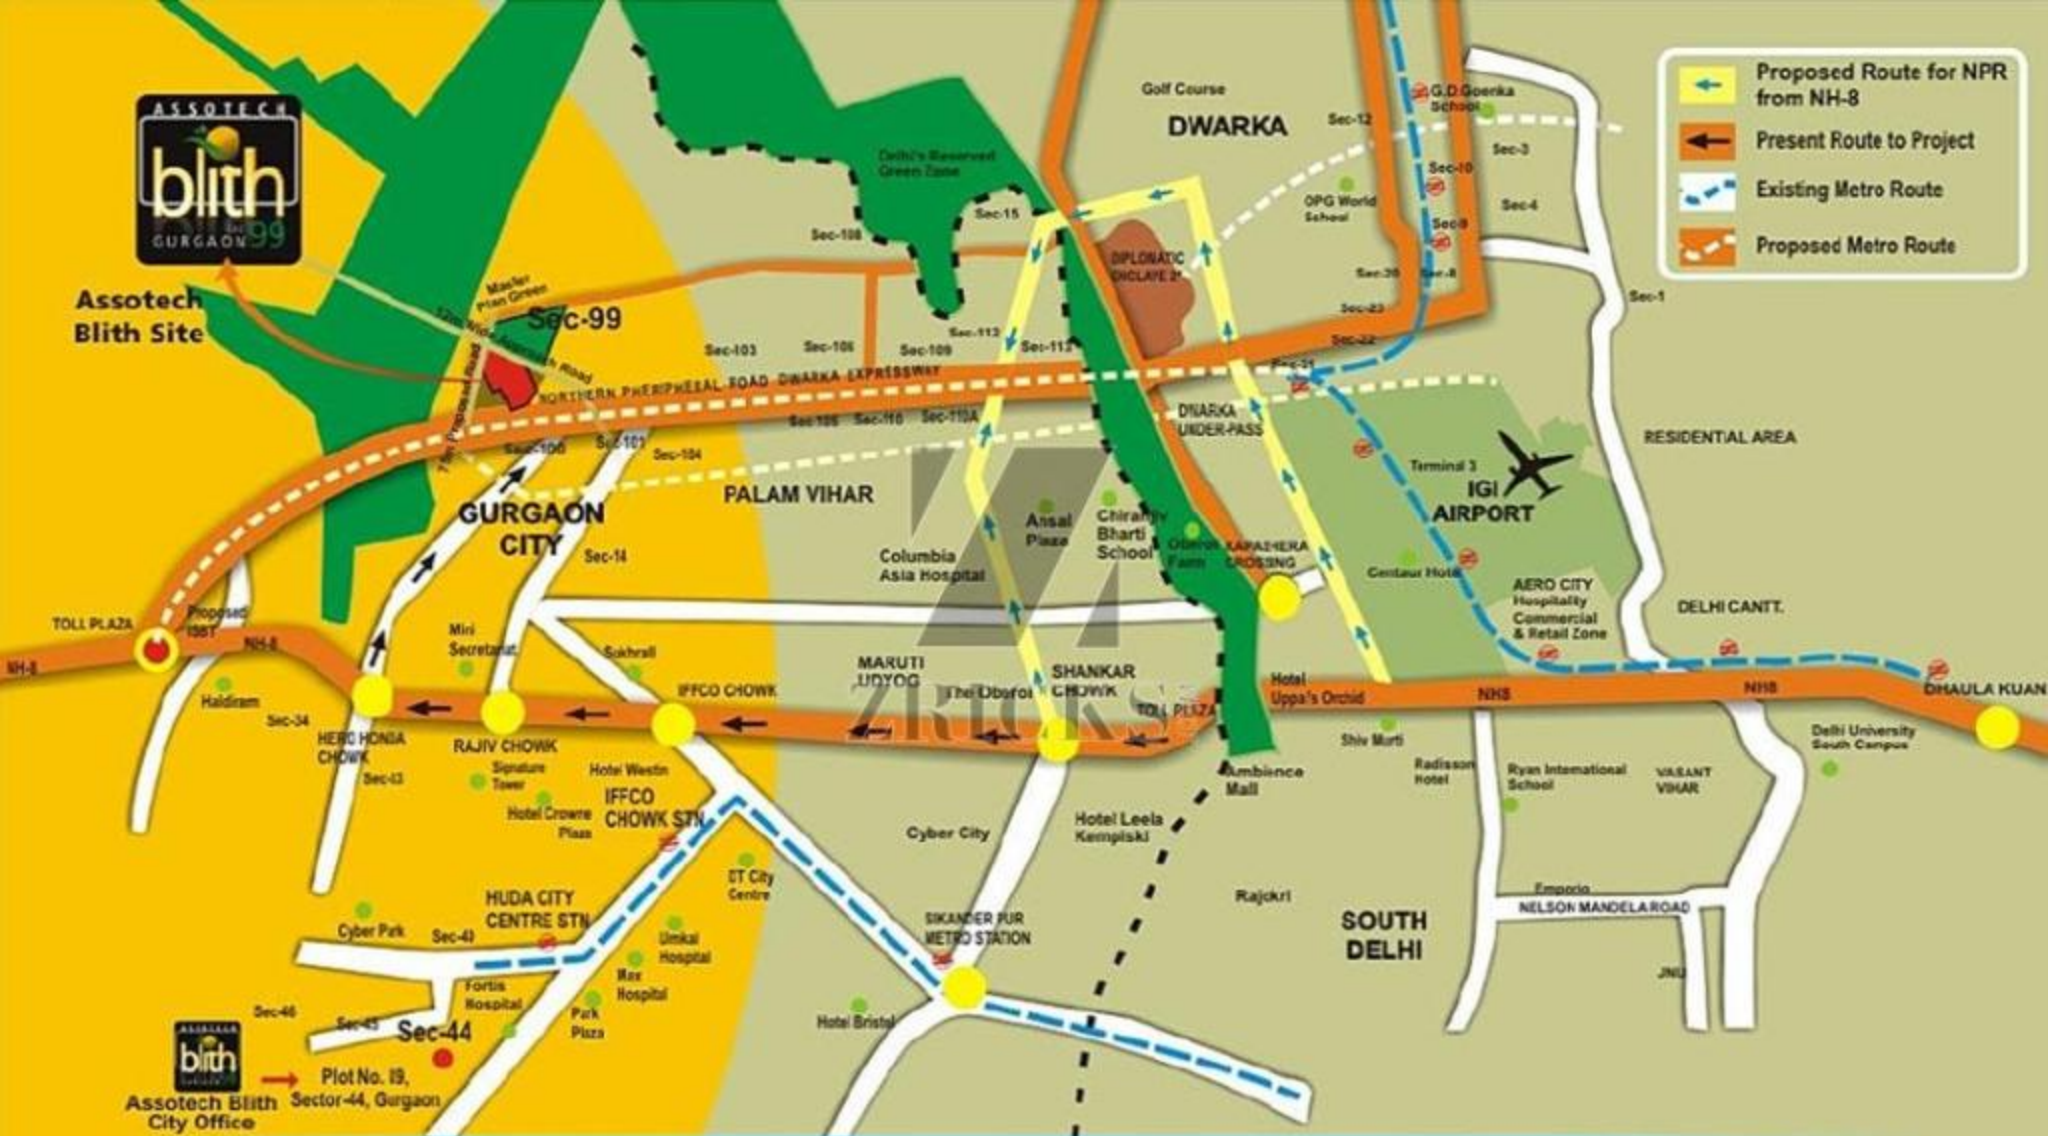 ASSOTECH
blith
GURGAON 99
Assotech
Blith Site
Proposed Route for NPR
from NH-8
Present Route to Project
Existing Metro Route
Proposed Metro Route
Golf Course
DWARKA
Sec-12
G.D.Goenka
School
Sec-3
Sec-10
Sec-4
OPG World
School
Sec-9
Sec-8
Sec-1
Sec-23
Sec-22
Sec-21
Delhi's Reserved
Green Zone
Sec-15
Sec-108
DIPLOMATIC
Master
Plan Green
Sec-99
Sec-103
Sec-106
Sec-109
Sec-112
Sec-113
NORTHERN PHERIPHERAL ROAD DWARKA EXPRESSWAY
Sec-105
Sec-110
Sec-110A
Sec-100
Sec-101
Sec-104
DWARKA
UNDER-PASS
RESIDENTIAL AREA
Terminal 3
IGI
AIRPORT
PALAM VIHAR
GURGAON
CITY
Sec-14
Ansal
Plaza
Chiranjiv
Bharti
School
Columbia
Asia Hospital
KAPASHERA
CROSSING
Centaur Hotel
AERO CITY
Hospitality
Commercial
& Retail Zone
DELHI CANTT.
TOLL PLAZA
Proposed
ISBT
NH-8
NH-8
Haldiram
Sec-34
Mini
Secretariat
Sukhrali
IFFCO CHOWK
MARUTI
UDYOG
The Oberoi
SHANKAR
CHOWK
TOLL PLAZA
ZRICKS
Hotel
Uppa's Orchid
NH8
NH8
DHAULA KUAN
HERO HONDA
CHOWK
RAJIV CHOWK
Signature
Tower
Hotel Westin
IFFCO
CHOWK STN
Hotel Crowne
Plaza
Ambience
Mall
Shiv Murti
Radisson
Hotel
Ryan International
School
VASANT
VIHAR
Delhi University
South Campus
Cyber City
Hotel Leela
Kempiski
DT City
Centre
Rajokri
Emporio
NELSON MANDELA ROAD
SOUTH
DELHI
JNU
HUDA CITY
CENTRE STN
Cyber Park
Sec-40
SIKANDER PUR
METRO STATION
Umkal
Hospital
Max
Hospital
Fortis
Hospital
Park
Plaza
Hotel Bristol
Sec-46
Sec-45
Sec-44
blith
Plot No. 19,
Sector-44, Gurgaon
Assotech Blith
City Office